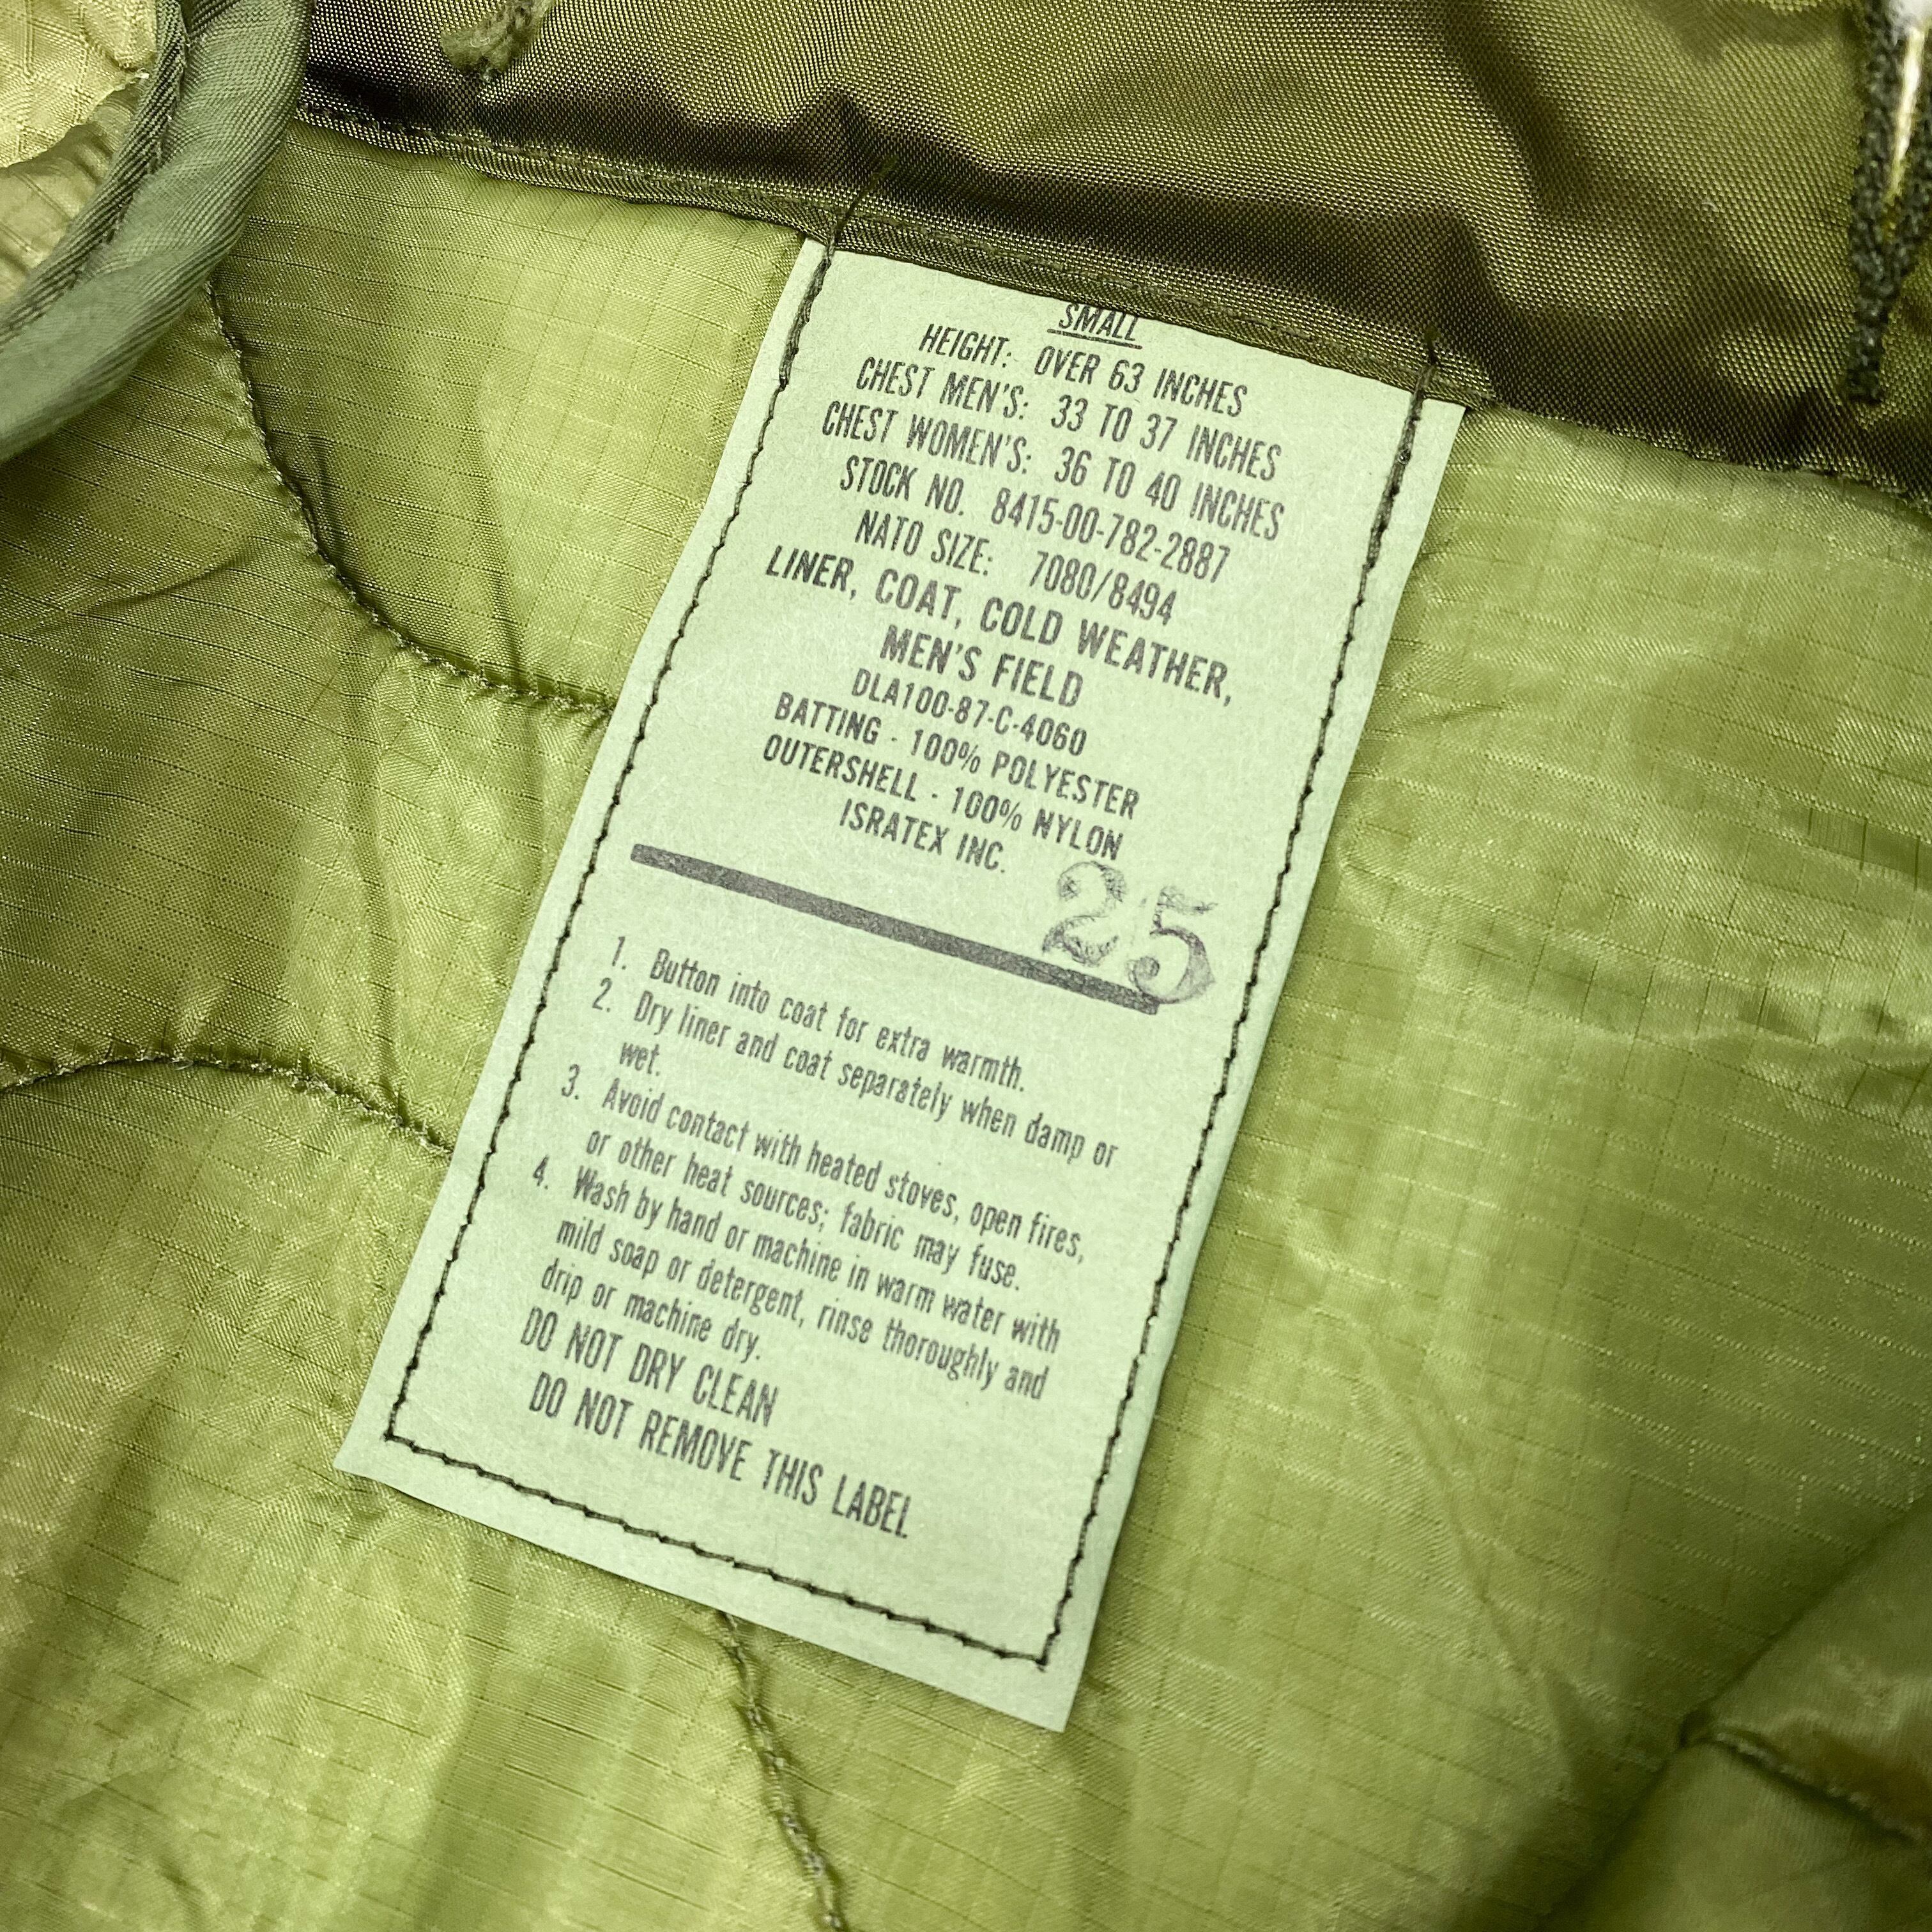 SMALL
HEIGHT: OVER 63 INCHES
CHEST MEN'S: 33 TO 37 INCHES
CHEST WOMEN'S: 36 TO 40 INCHES
STOCK NO. 8415-00-782-2887
NATO SIZE: 7080/8494
LINER, COAT, COLD WEATHER,
MEN'S FIELD
DLA100-87-C-4060
BATTING - 100% POLYESTER
OUTERSHELL - 100% NYLON
ISRATEX INC.
25
1. Button into coat for extra warmth.
2. Dry liner and coat separately when damp or
wet.
3. Avoid contact with heated stoves, open fires,
or other heat sources; fabric may fuse.
4. Wash by hand or machine in warm water with
mild soap or detergent, rinse thoroughly and
drip or machine dry.
DO NOT DRY CLEAN
DO NOT REMOVE THIS LABEL